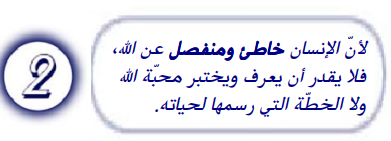 2
لأنّ الإنسان خاطئ ومنفصل عن الله،
فلا يقدر أن يعرف ويختبر محبّة الله
ولا الخطّة التي رسمها لحياته.